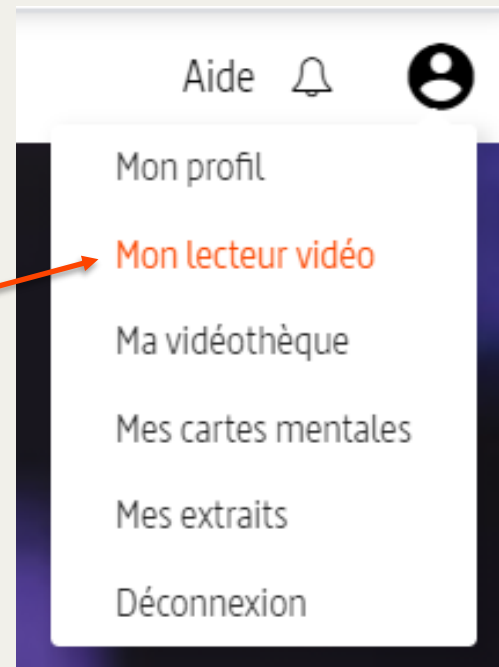 Aide
Mon profil
Mon lecteur vidéo
Ma vidéothèque
Mes cartes mentales
Mes extraits
Déconnexion